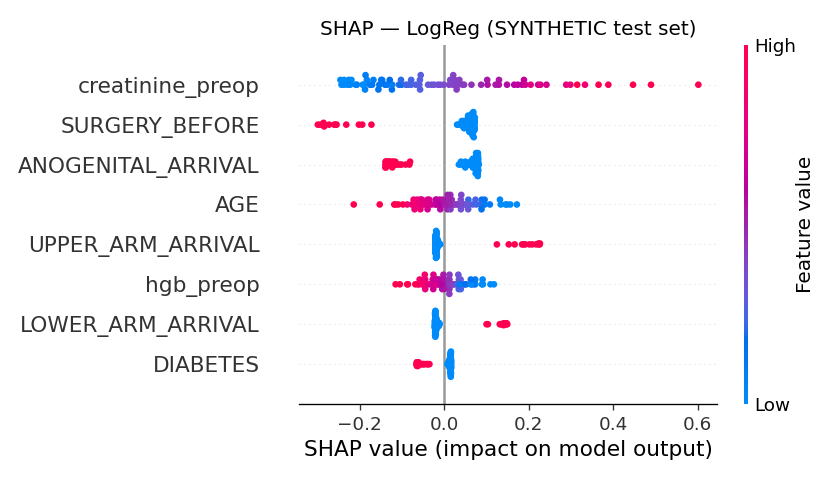 SHAP — LogReg (SYNTHETIC test set)
High
creatinine_preop
SURGERY_BEFORE
ANOGENITAL_ARRIVAL
AGE
UPPER_ARM_ARRIVAL
hgb_preop
LOWER_ARM_ARRIVAL
DIABETES
Feature value
Low
−0.2 0.0 0.2 0.4 0.6
SHAP value (impact on model output)